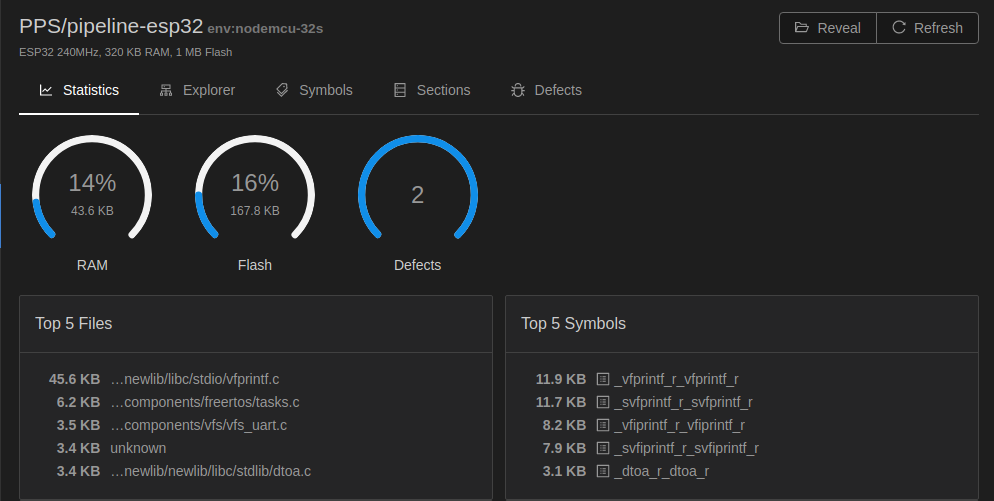 PPS/pipeline-esp32 env:nodemcu-32s
Reveal
Refresh
ESP32 240MHz, 320 KB RAM, 1 MB Flash
Statistics
Explorer
Symbols
Sections
Defects
14%
43.6 KB
RAM
16%
167.8 KB
Flash
2
Defects
Top 5 Files
45.6 KB …newlib/libc/stdio/vfprintf.c
6.2 KB …components/freertos/tasks.c
3.5 KB …components/vfs/vfs_uart.c
3.4 KB unknown
3.4 KB …newlib/newlib/libc/stdlib/dtoa.c
Top 5 Symbols
11.9 KB _vfprintf_r_vfprintf_r
11.7 KB _svfprintf_r_svfprintf_r
8.2 KB _vfiprintf_r_vfiprintf_r
7.9 KB _svfiprintf_r_svfiprintf_r
3.1 KB _dtoa_r_dtoa_r